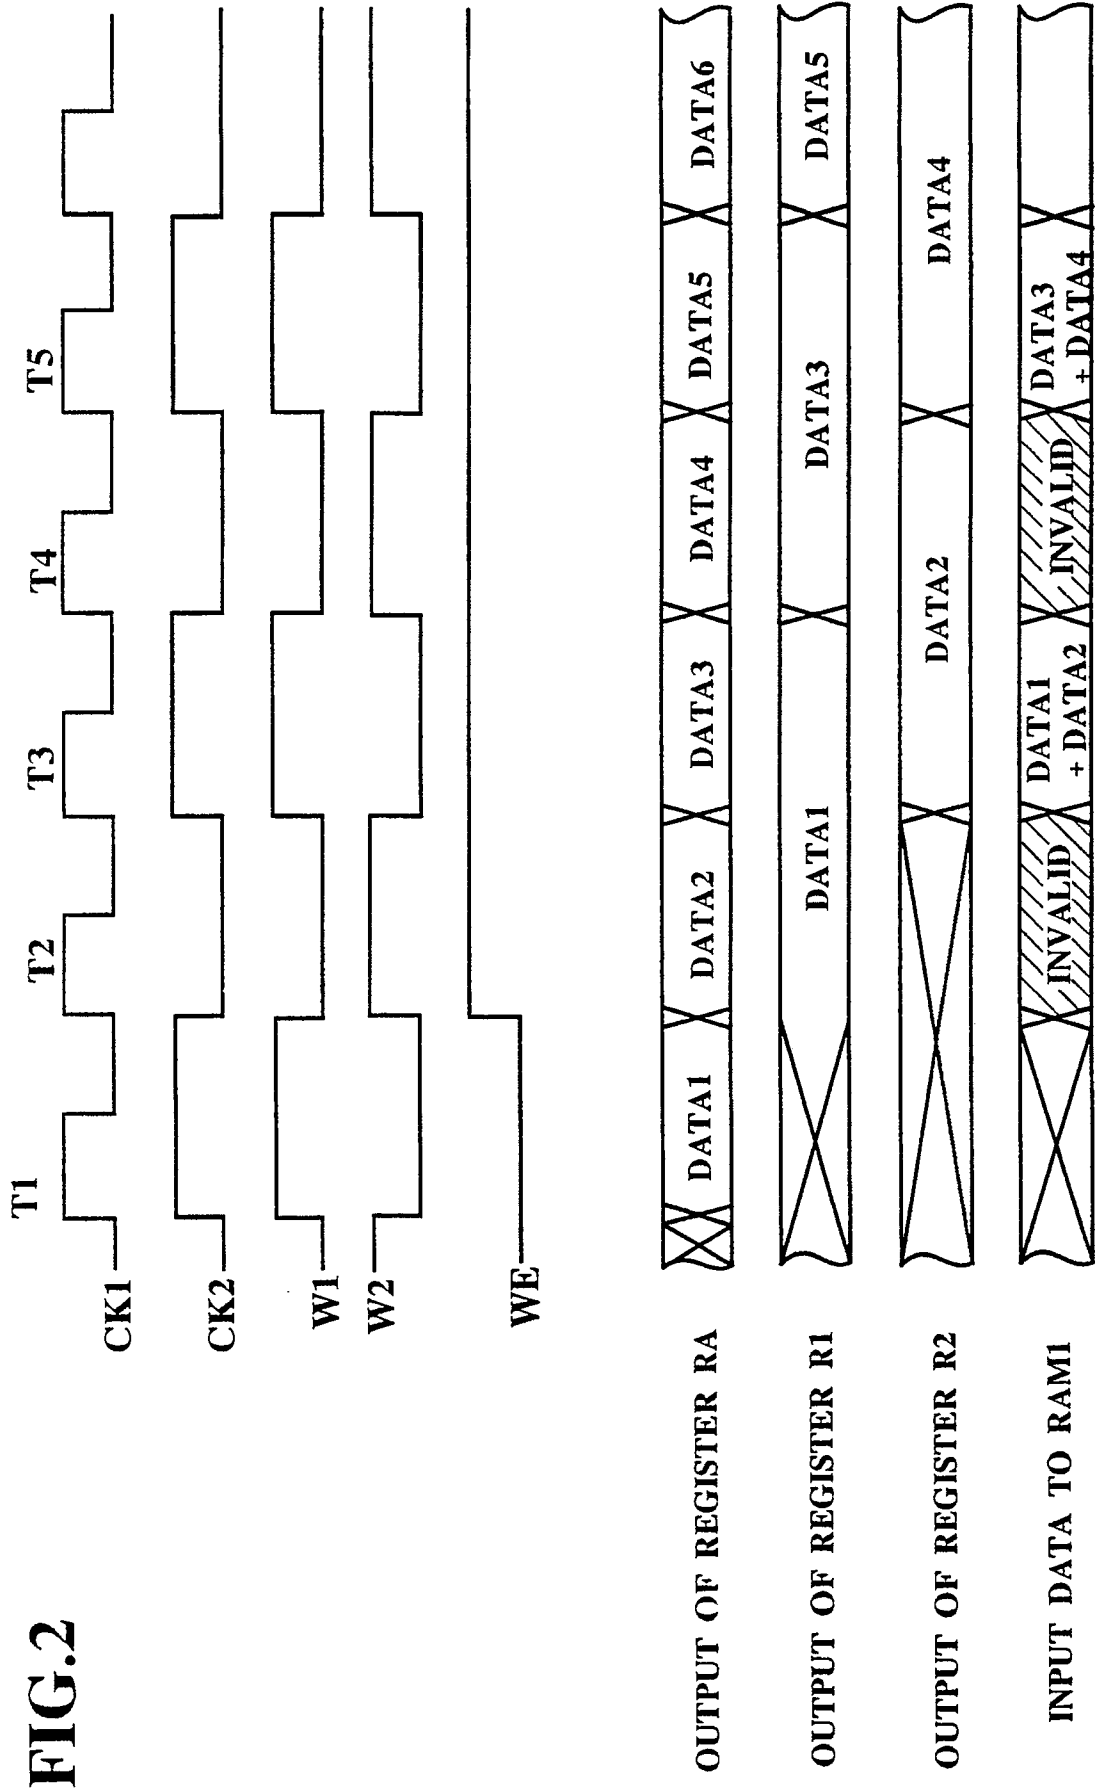 FIG.2
T1 T2 T3 T4 T5
CK1
CK2
W1
W2
WE
OUTPUT OF REGISTER RA
DATA1 DATA2 DATA3 DATA4 DATA5 DATA6
OUTPUT OF REGISTER R1
DATA1 DATA3 DATA5
OUTPUT OF REGISTER R2
DATA2 DATA4
INPUT DATA TO RAM1
INVALID
DATA1
+ DATA2
INVALID
DATA3
+ DATA4